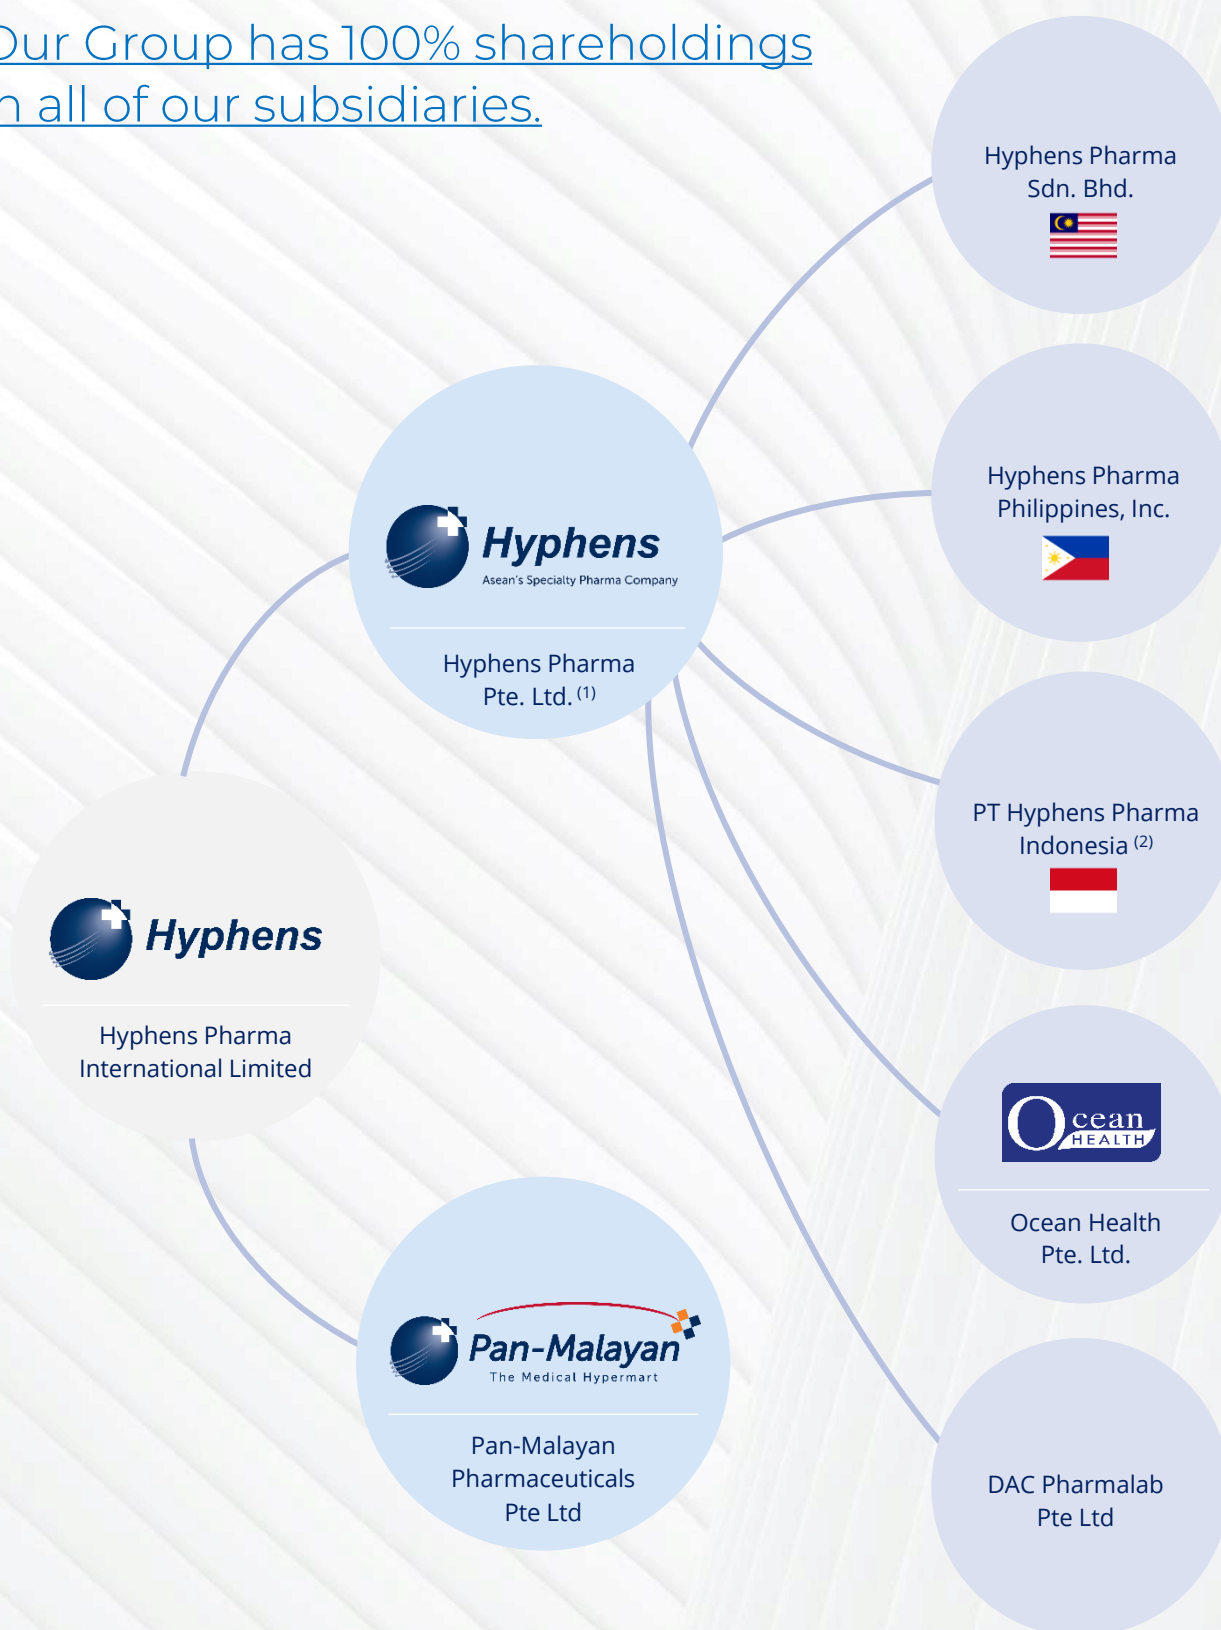 Our Group has 100% shareholdings
in all of our subsidiaries.
Hyphens Pharma
Sdn. Bhd.
Hyphens Pharma
Philippines, Inc.
Hyphens
Asean's Specialty Pharma Company
Hyphens Pharma
Pte. Ltd. (1)
PT Hyphens Pharma
Indonesia (2)
Hyphens
Hyphens Pharma
International Limited
Ocean
HEALTH
Ocean Health
Pte. Ltd.
Pan-Malayan
The Medical Hypermart
Pan-Malayan
Pharmaceuticals
Pte Ltd
DAC Pharmalab
Pte Ltd